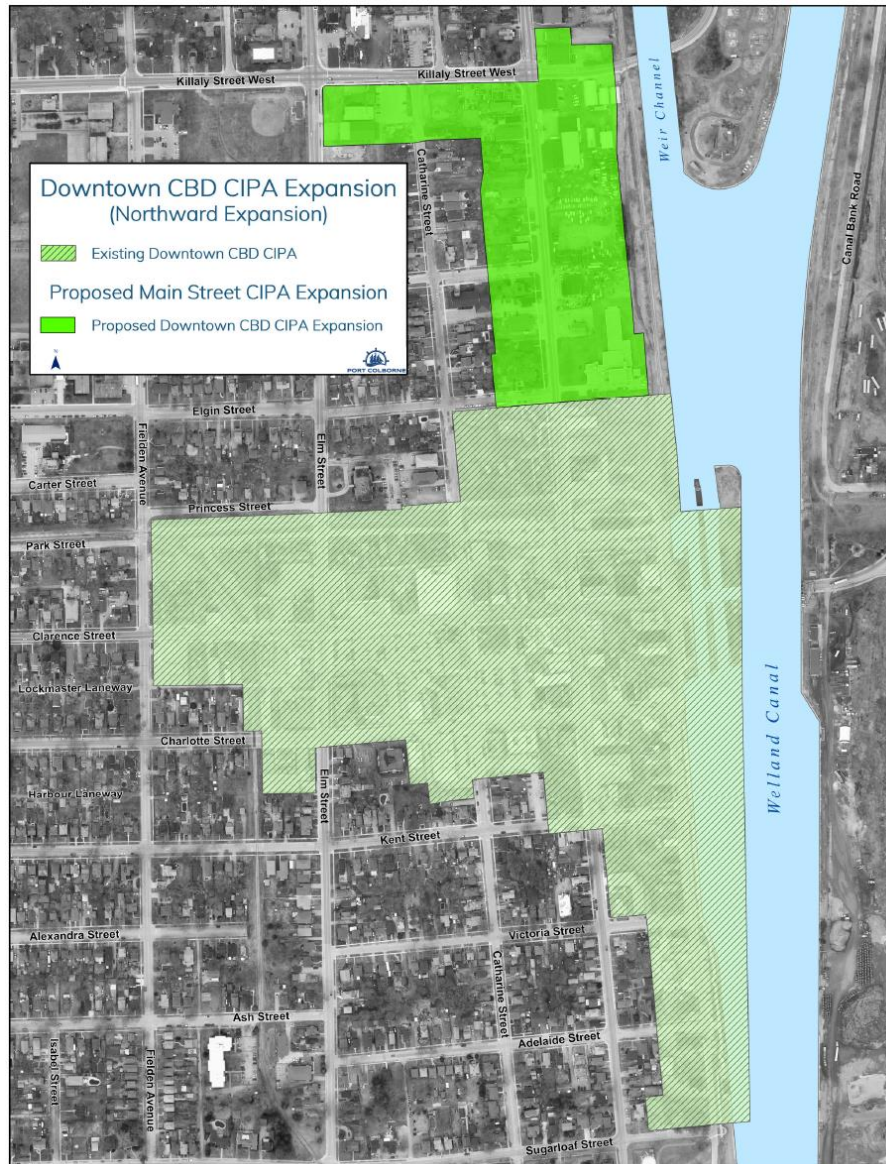 Killaly Street West
Killaly Street West
Weir Channel
Canal Bank Road
Catharine Street
Downtown CBD CIPA Expansion
(Northward Expansion)
Existing Downtown CBD CIPA
Proposed Main Street CIPA Expansion
Proposed Downtown CBD CIPA Expansion
PORT COLBORNE
Elgin Street
Fielden Avenue
Elm Street
Carter Street
Princess Street
Park Street
Clarence Street
Lockmaster Laneway
Charlotte Street
Harbour Laneway
Elm Street
Welland Canal
Kent Street
Alexandra Street
Victoria Street
Catharine Street
Ash Street
Adelaide Street
Isabel Street
Fielden Avenue
Sugarloaf Street